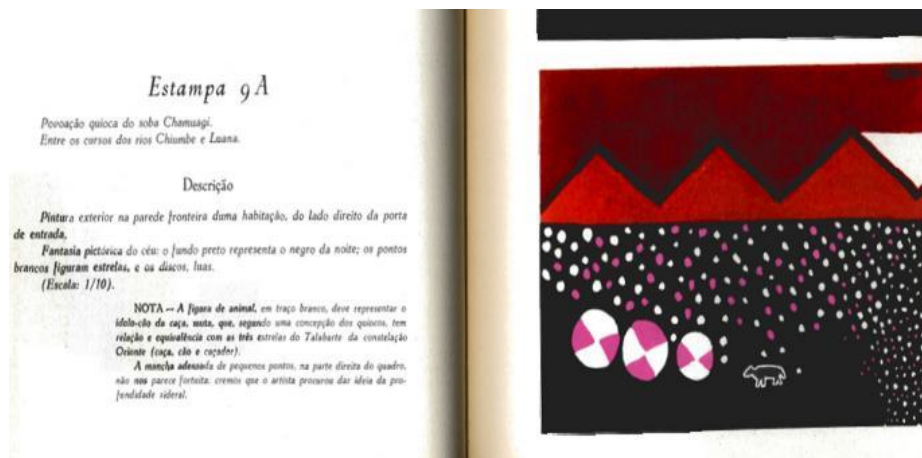 Estampa 9 A
Povoação quioca do soba Chamuagi.
Entre os cursos dos rios Chiumbe e Luana.
Descrição
Pintura exterior na parede fronteira duma habitação, do lado direito da porta
de entrada.
Fantasia pictórica do céu: o fundo preto representa o negro da noite; os pontos
brancos figuram estrelas, e os discos, luas.
(Escala: 1/10).
NOTA — A figura de animal, em traço branco, deve representar o
ídolo-cão da caça, muta, que, segundo uma concepção dos quiocos, tem
relação e equivalência com as três estrelas do Talabarte da constelação
Oriente (caça, cão e caçador).
A mancha adensada de pequenos pontos, na parte direita do quadro,
não nos parece fortuita: cremos que o artista procurou dar ideia da pro-
fundidade sideral.